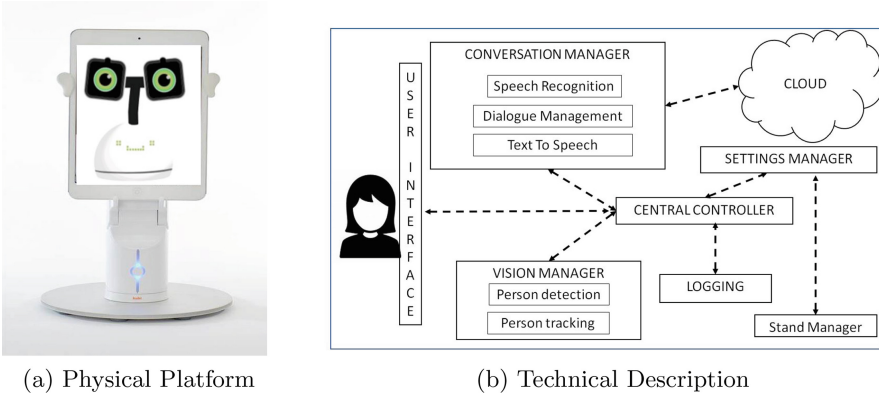 CONVERSATION MANAGER
Speech Recognition
Dialogue Management
Text To Speech
USER INTERFACE
CLOUD
SETTINGS MANAGER
CENTRAL CONTROLLER
VISION MANAGER
Person detection
Person tracking
LOGGING
Stand Manager
(a) Physical Platform
(b) Technical Description